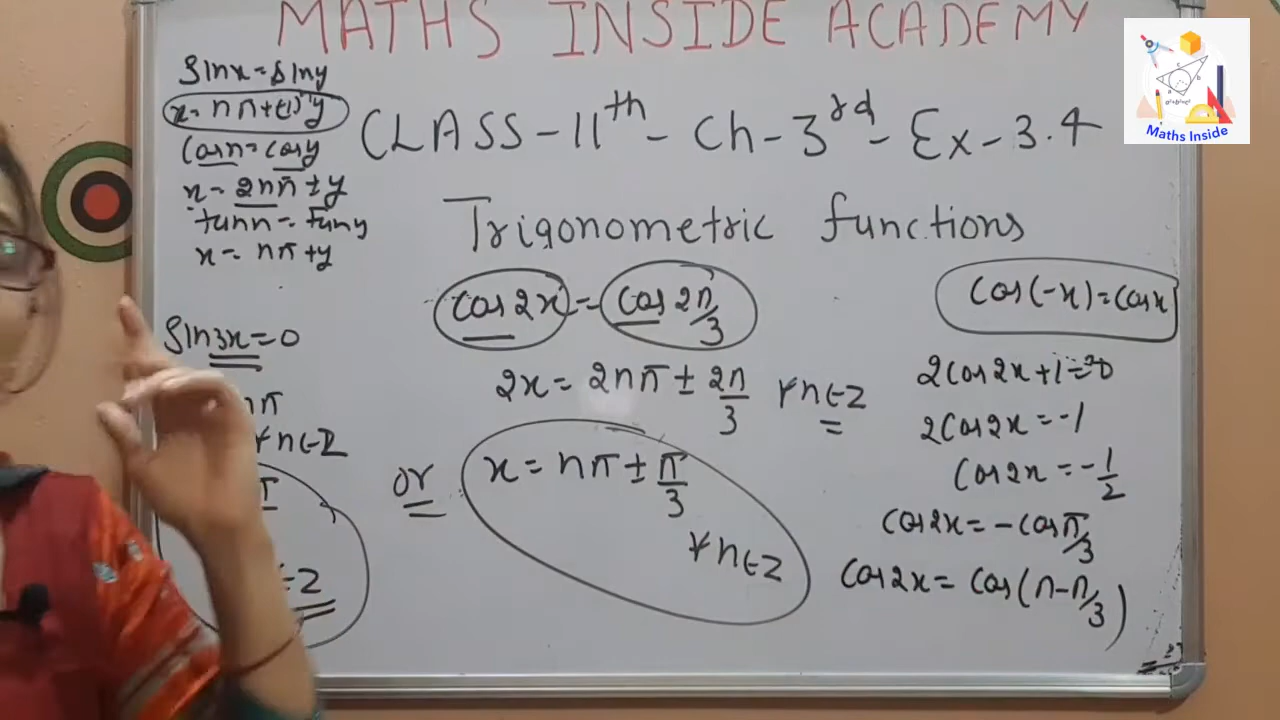 MATHS INSIDE ACADEMY
Maths Inside
CLASS-11th - Ch-3rd - Ex-3.4
Trigonometric functions
Sinx = Siny
x = nπ+(-1)ⁿy
Cosx = Cosy
x = 2nπ ± y
tanx = Tany
x = nπ + y
Sin3x = 0
nπ
∀n∈Z
π
∈Z
Cos2x = Cos2π/3
2x = 2nπ ± 2π/3 ∀n∈Z
or
x = nπ ± π/3
∀n∈Z
Cos(-x) = Cosx
2Cos2x+1=0
2Cos2x = -1
Cos2x = -1/2
Cos2x = -Cosπ/3
Cos2x = Cos(π-π/3)